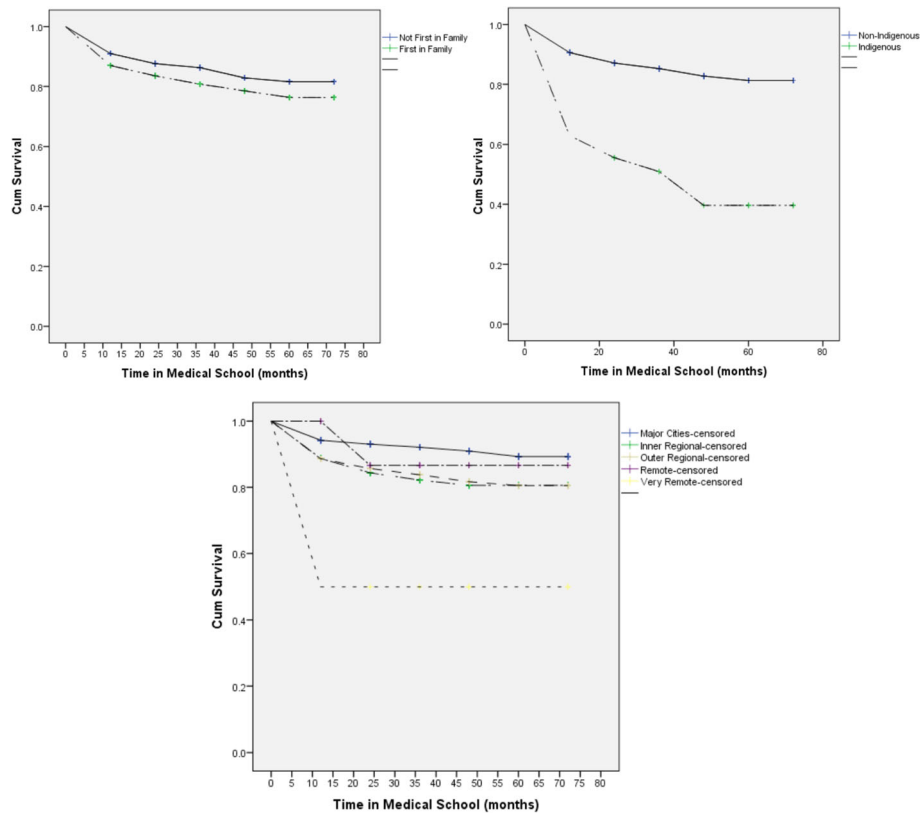 1.0
0.8
0.6
0.4
0.2
0.0
Cum Survival
0 5 10 15 20 25 30 35 40 45 50 55 60 65 70 75 80
Time in Medical School (months)
Not First in Family
First in Family
1.0
0.8
0.6
0.4
0.2
0.0
Cum Survival
0 20 40 60 80
Time in Medical School (months)
Non-Indigenous
Indigenous
1.0
0.8
0.6
0.4
0.2
0.0
Cum Survival
0 5 10 15 20 25 30 35 40 45 50 55 60 65 70 75 80
Time in Medical School (months)
Major Cities-censored
Inner Regional-censored
Outer Regional-censored
Remote-censored
Very Remote-censored